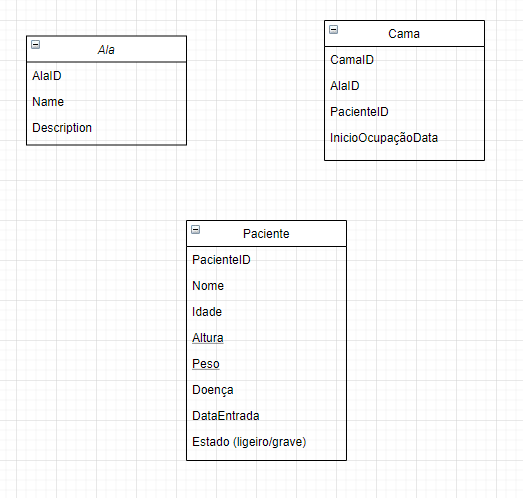 Ala
AlaID
Name
Description
Cama
CamaID
AlaID
PacienteID
InicioOcupaçãoData
Paciente
PacienteID
Nome
Idade
Altura
Peso
Doença
DataEntrada
Estado (ligeiro/grave)